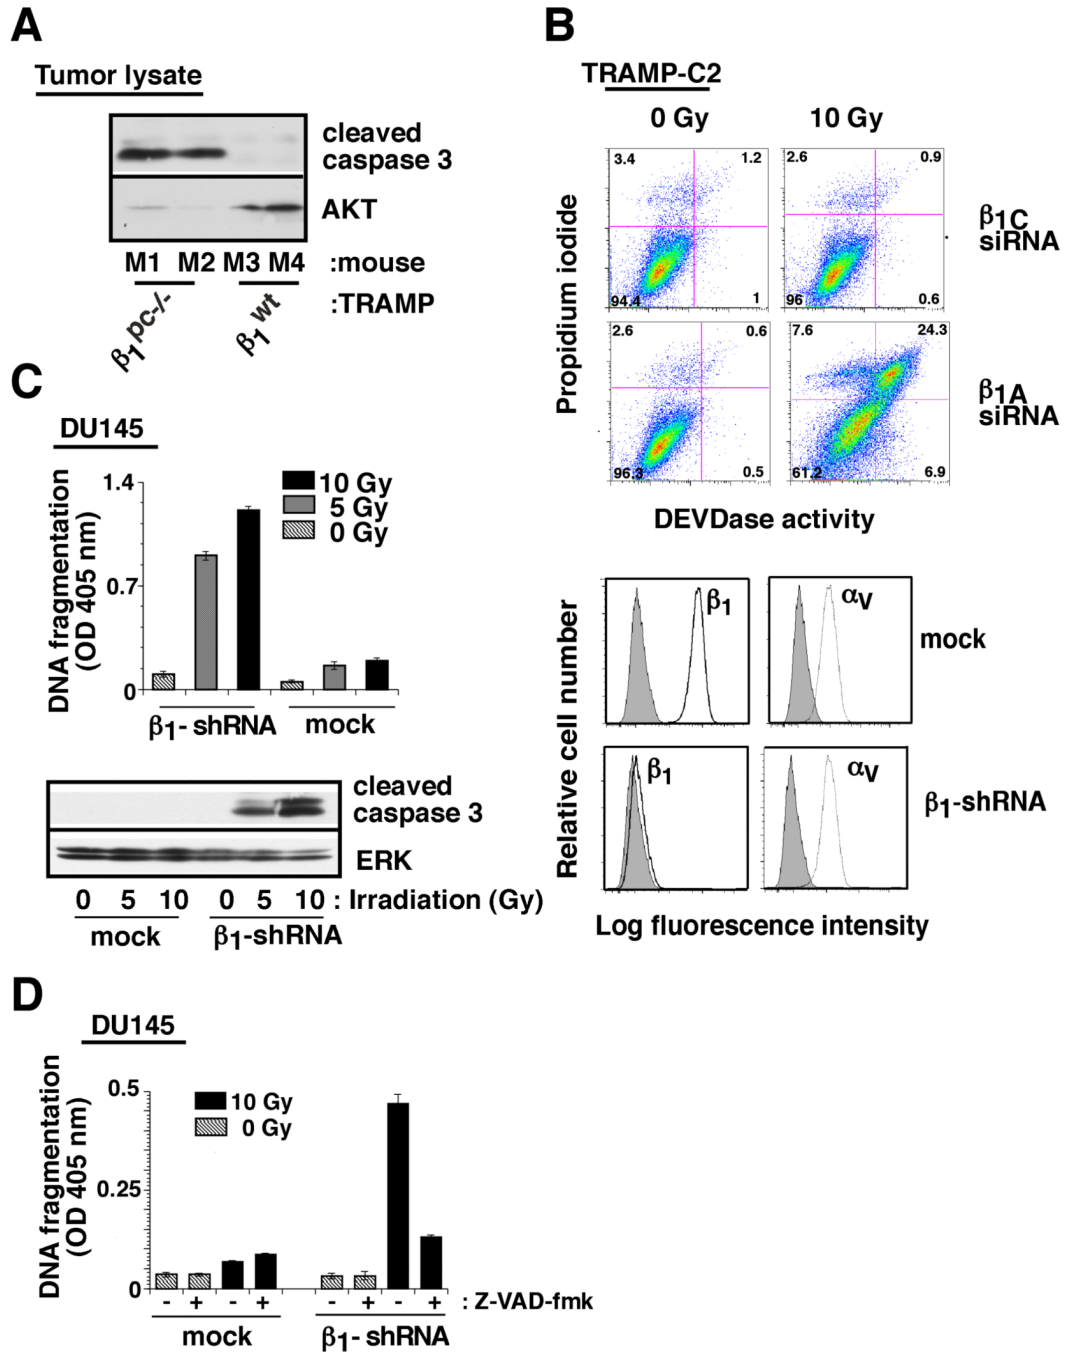 A
Tumor lysate
cleaved
caspase 3
AKT
M1 M2 M3 M4 :mouse
β1 pc-/- β1 wt :TRAMP
B
TRAMP-C2
0 Gy 10 Gy
Propidium iodide
3.4 1.2
94.4 1
2.6 0.9
96 0.6
β1C
siRNA
2.6 0.6
96.3 0.5
7.6 24.3
61.2 6.9
β1A
siRNA
DEVDase activity
Relative cell number
β1 αV
mock
β1 αV
β1-shRNA
Log fluorescence intensity
C
DU145
DNA fragmentation
(OD 405 nm)
1.4
0.7
0
10 Gy
5 Gy
0 Gy
β1- shRNA mock
cleaved
caspase 3
ERK
0 5 10 0 5 10 : Irradiation (Gy)
mock β1-shRNA
D
DU145
DNA fragmentation
(OD 405 nm)
0.5
0.25
0
10 Gy
0 Gy
- + - + - + - + : Z-VAD-fmk
mock β1- shRNA